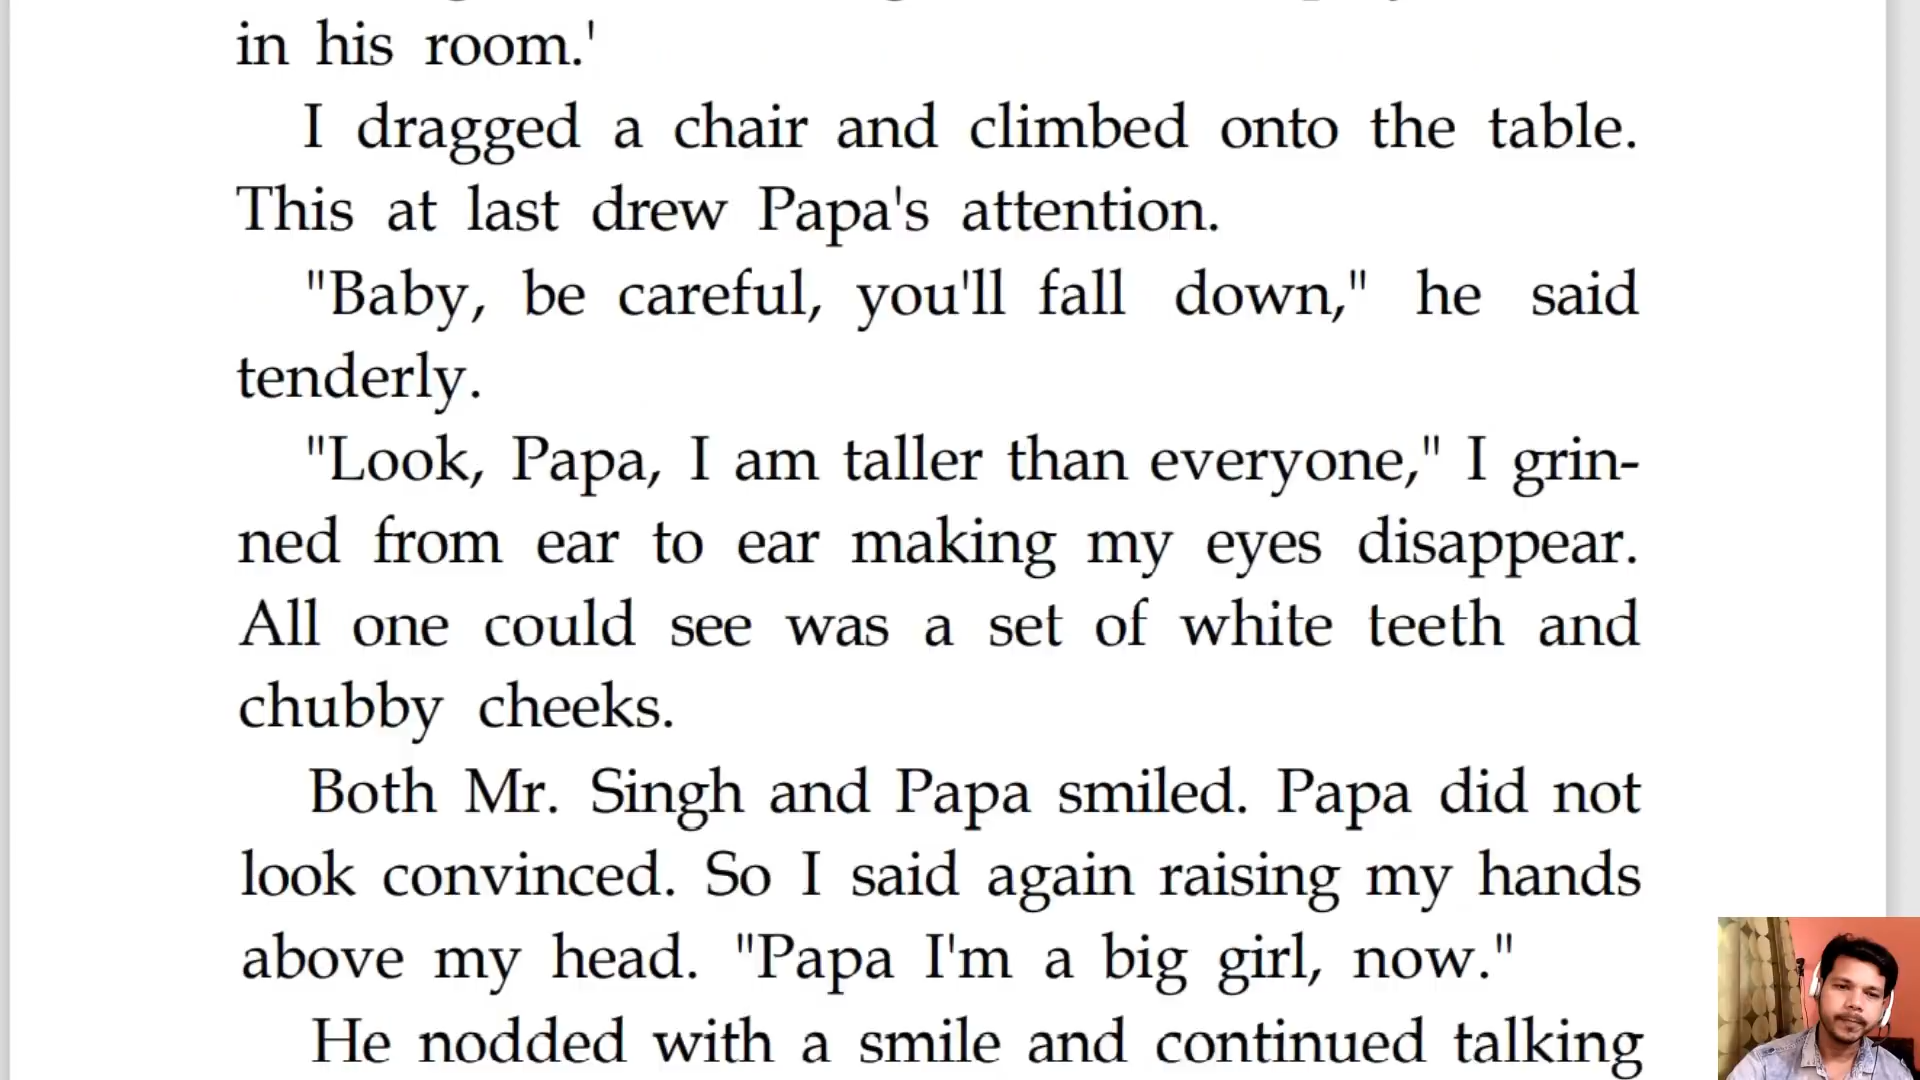 in his room.'
I dragged a chair and climbed onto the table.
This at last drew Papa's attention.
"Baby, be careful, you'll fall down," he said
tenderly.
"Look, Papa, I am taller than everyone," I grin-
ned from ear to ear making my eyes disappear.
All one could see was a set of white teeth and
chubby cheeks.
Both Mr. Singh and Papa smiled. Papa did not
look convinced. So I said again raising my hands
above my head. "Papa I'm a big girl, now."
He nodded with a smile and continued talking